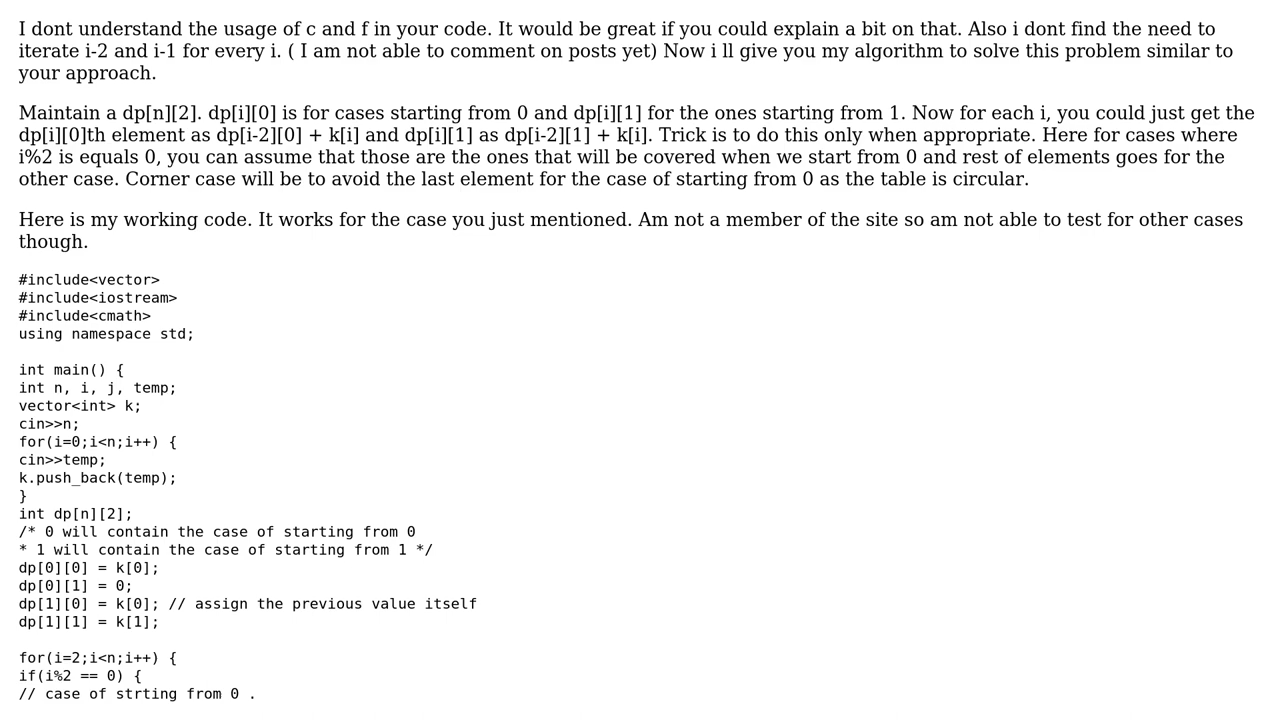 I dont understand the usage of c and f in your code. It would be great if you could explain a bit on that. Also i dont find the need to
iterate i-2 and i-1 for every i. ( I am not able to comment on posts yet) Now i ll give you my algorithm to solve this problem similar to
your approach.
Maintain a dp[n][2]. dp[i][0] is for cases starting from 0 and dp[i][1] for the ones starting from 1. Now for each i, you could just get the
dp[i][0]th element as dp[i-2][0] + k[i] and dp[i][1] as dp[i-2][1] + k[i]. Trick is to do this only when appropriate. Here for cases where
i%2 is equals 0, you can assume that those are the ones that will be covered when we start from 0 and rest of elements goes for the
other case. Corner case will be to avoid the last element for the case of starting from 0 as the table is circular.
Here is my working code. It works for the case you just mentioned. Am not a member of the site so am not able to test for other cases
though.
#include<vector>
#include<iostream>
#include<cmath>
using namespace std;
int main() {
int n, i, j, temp;
vector<int> k;
cin>>n;
for(i=0;i<n;i++) {
cin>>temp;
k.push_back(temp);
}
int dp[n][2];
/* 0 will contain the case of starting from 0
* 1 will contain the case of starting from 1 */
dp[0][0] = k[0];
dp[0][1] = 0;
dp[1][0] = k[0]; // assign the previous value itself
dp[1][1] = k[1];
for(i=2;i<n;i++) {
if(i%2 == 0) {
// case of strting from 0 .